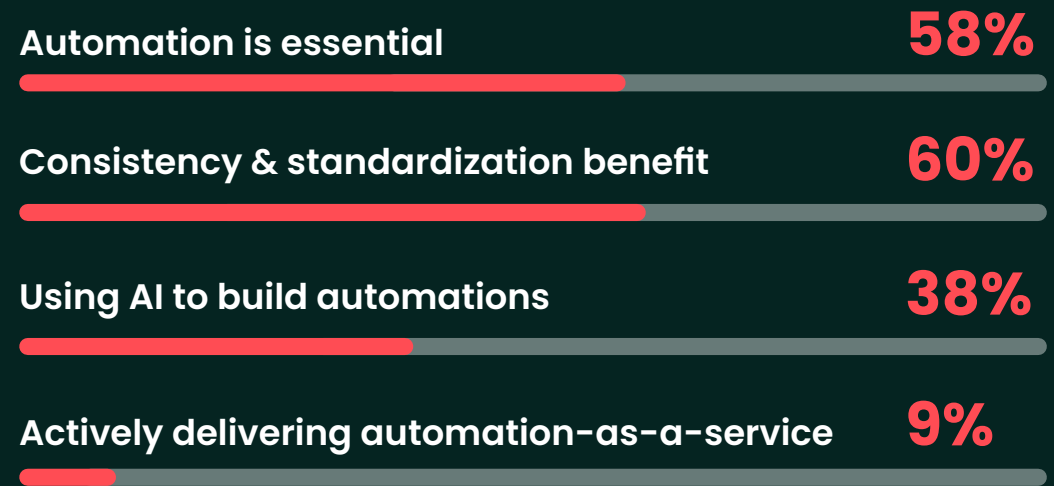 Automation is essential 58%
Consistency & standardization benefit 60%
Using AI to build automations 38%
Actively delivering automation-as-a-service 9%